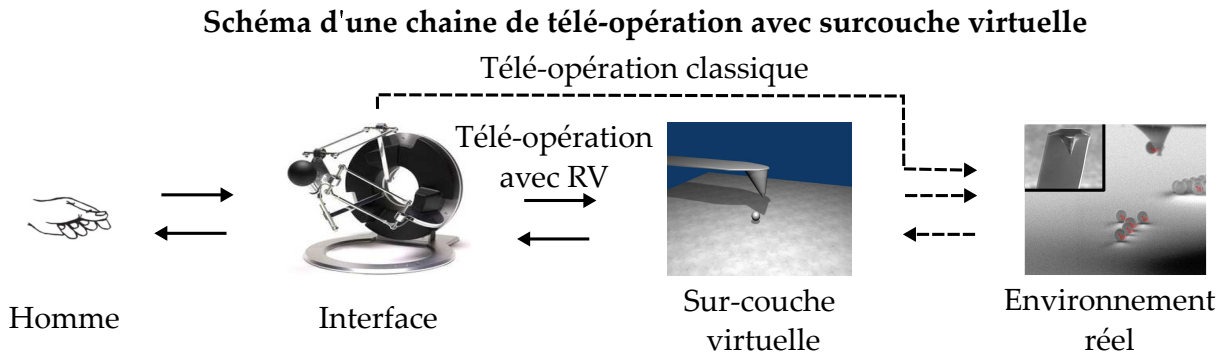 Schéma d'une chaine de télé-opération avec surcouche virtuelle
Télé-opération classique
Télé-opération
avec RV
Homme
Interface
Sur-couche
virtuelle
Environnement
réel